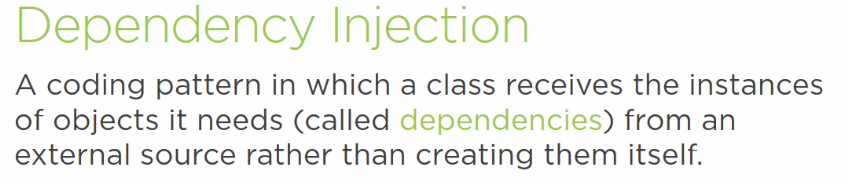 Dependency Injection
A coding pattern in which a class receives the instances
of objects it needs (called dependencies) from an
external source rather than creating them itself.